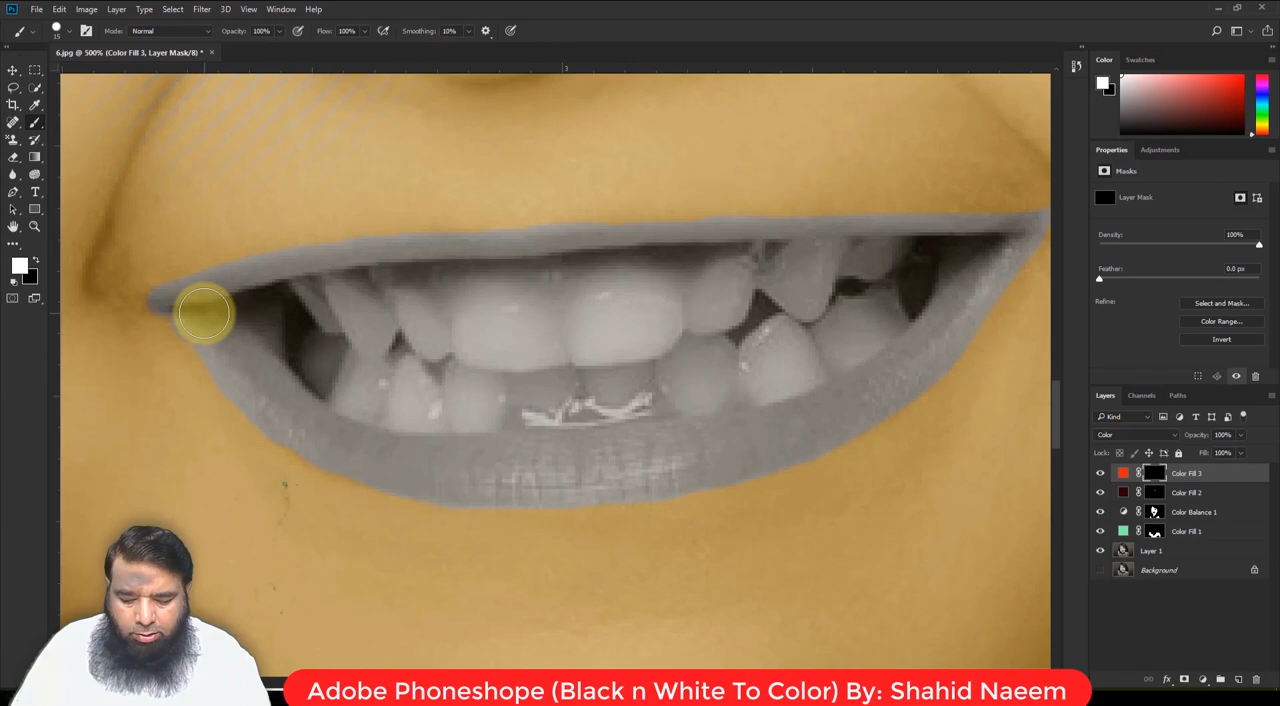 Ps File Edit Image Layer Type Select Filter 3D View Window Help
15 Mode: Normal Opacity: 100% Flow: 100% Smoothing: 10%
6.jpg @ 500% (Color Fill 3, Layer Mask/8) * ×
3
Color Swatches
Properties Adjustments
Masks
Layer Mask
Density: 100%
Feather: 0.0 px
Refine: Select and Mask...
Color Range...
Invert
Layers Channels Paths
Kind
Color Opacity: 100%
Lock: Fill: 100%
Color Fill 3
Color Fill 2
Color Balance 1
Color Fill 1
Layer 1
Background
fx
Adobe Phoneshope (Black n White To Color) By: Shahid Naeem